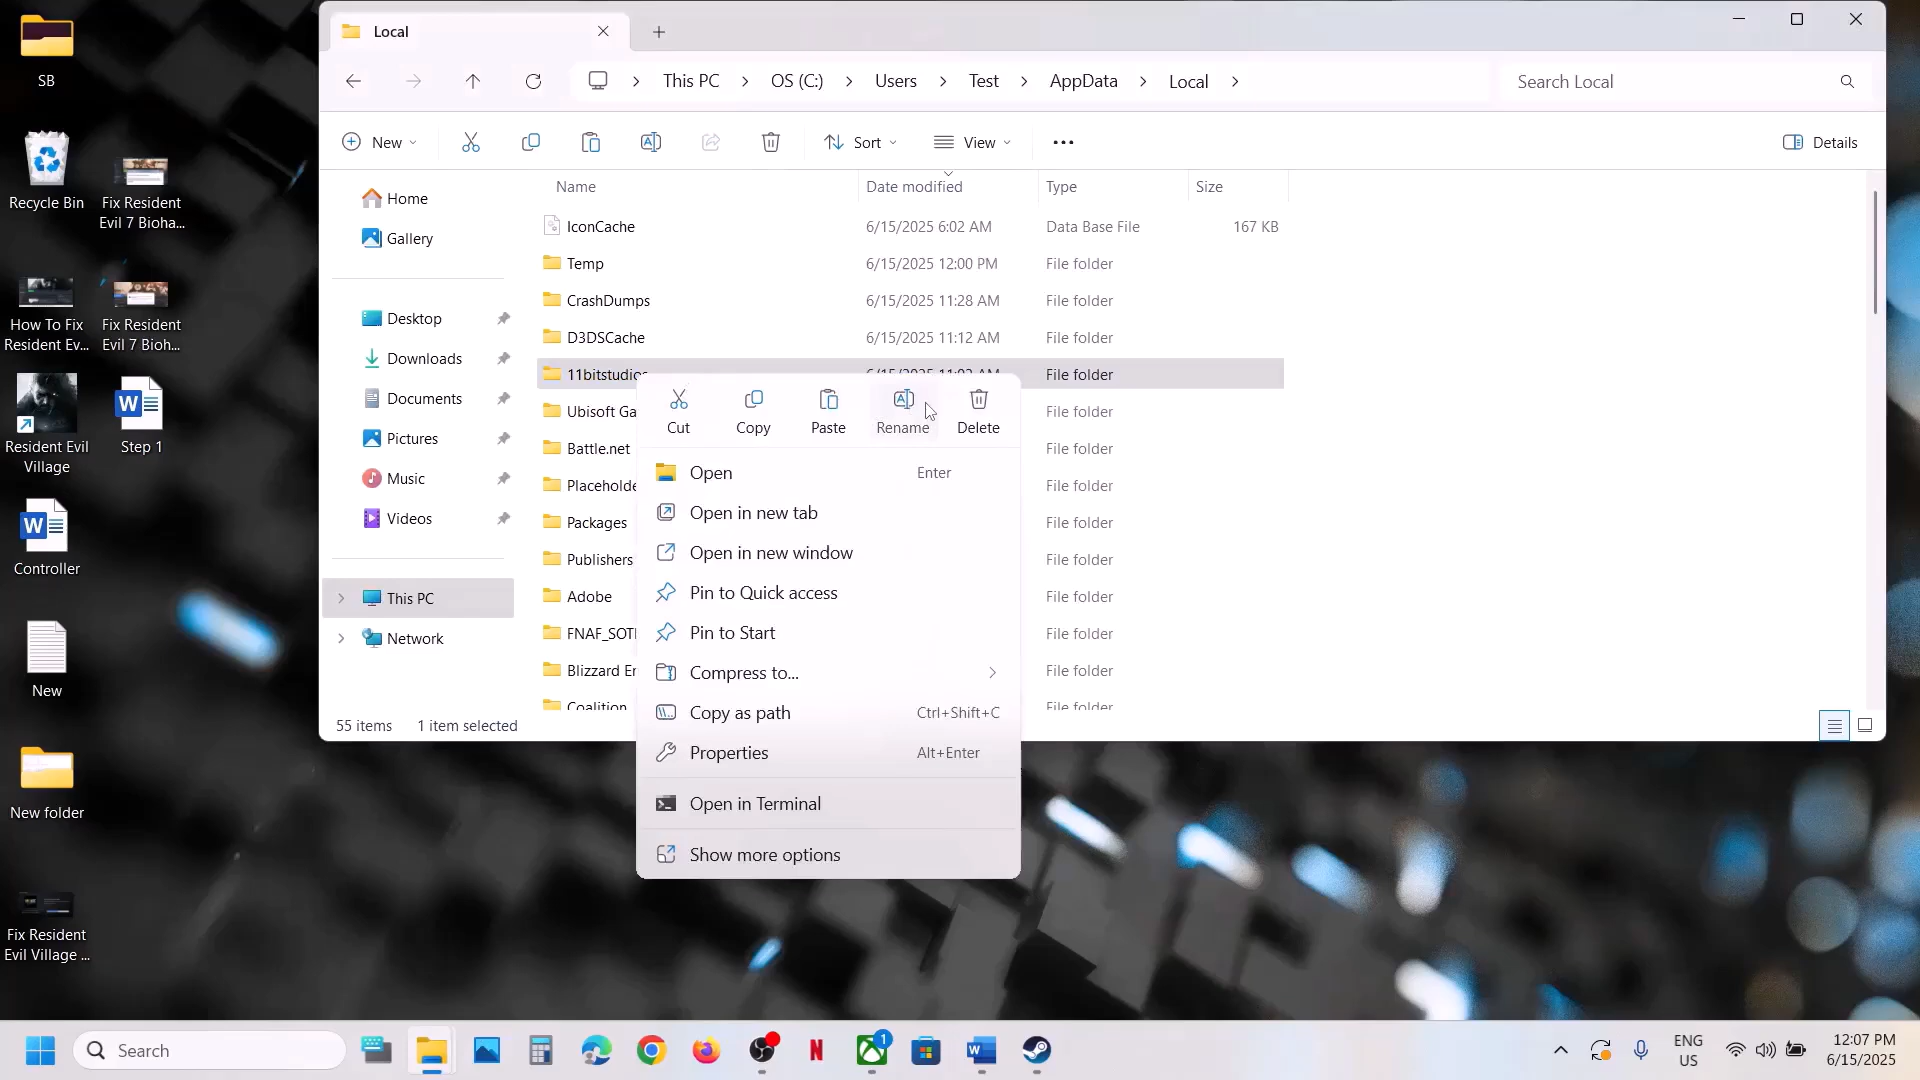 SB
Recycle Bin
Fix Resident
Evil 7 Bioha...
How To Fix
Resident Ev...
Fix Resident
Evil 7 Bioh...
Resident Evil
Village
Step 1
Controller
New
New folder
Fix Resident
Evil Village ...
Local
This PC
OS (C:)
Users
Test
AppData
Local
Search Local
New
Sort
View
Details
Home
Gallery
Desktop
Downloads
Documents
Pictures
Music
Videos
This PC
Network
Name Date modified Type Size
IconCache 6/15/2025 6:02 AM Data Base File 167 KB
Temp 6/15/2025 12:00 PM File folder
CrashDumps 6/15/2025 11:28 AM File folder
D3DSCache 6/15/2025 11:12 AM File folder
11bitstudios 6/15/2025 11:02 AM File folder
Ubisoft Ga File folder
Battle.net File folder
Placeholde File folder
Packages File folder
Publishers File folder
Adobe File folder
FNAF_SOTI File folder
Blizzard En File folder
Coalition File folder
Cut
Copy
Paste
Rename
Delete
Open Enter
Open in new tab
Open in new window
Pin to Quick access
Pin to Start
Compress to...
Copy as path Ctrl+Shift+C
Properties Alt+Enter
Open in Terminal
Show more options
55 items 1 item selected
Search
1
ENG
US
12:07 PM
6/15/2025